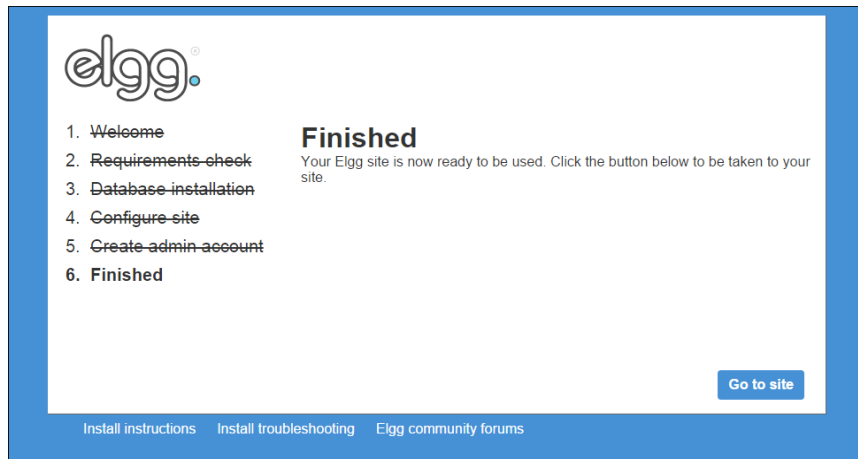 elgg.
1. Welcome
2. Requirements check
3. Database installation
4. Configure site
5. Create admin account
6. Finished
Finished
Your Elgg site is now ready to be used. Click the button below to be taken to your
site.
Go to site
Install instructions Install troubleshooting Elgg community forums